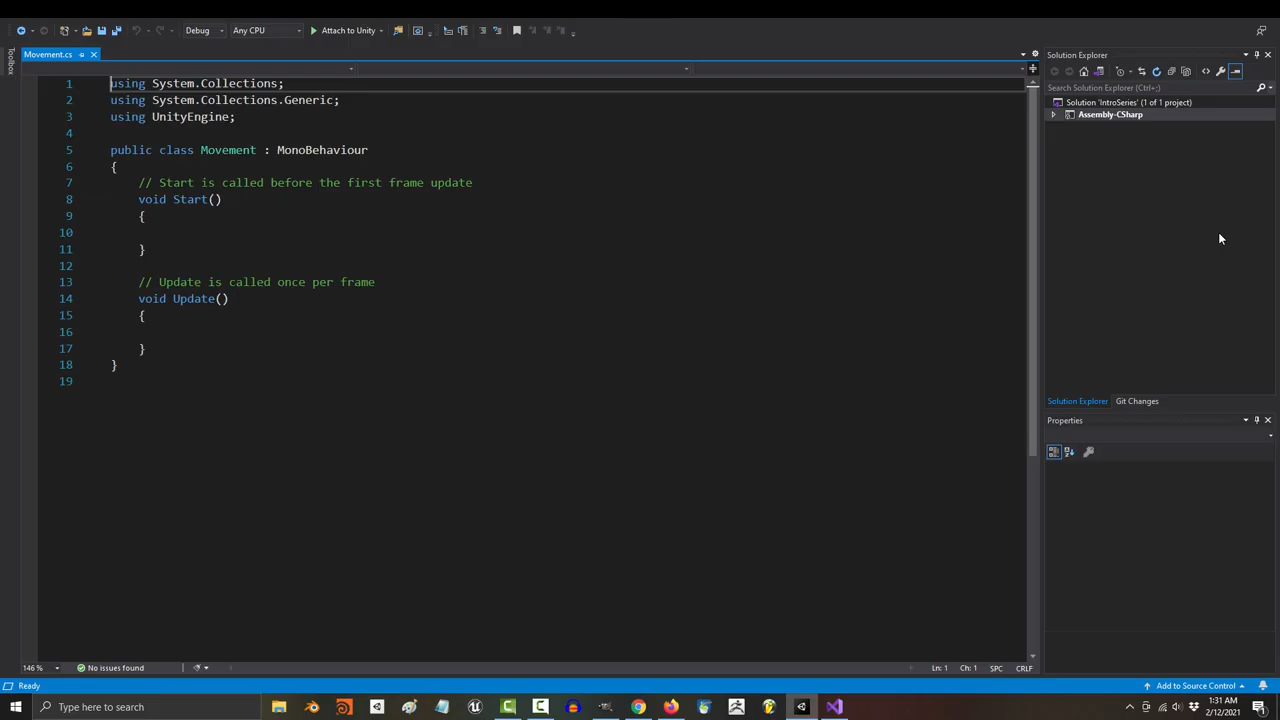 Debug
Any CPU
Attach to Unity
Toolbox
Movement.cs
Solution Explorer
Search Solution Explorer (Ctrl+;)
Solution 'IntroSeries' (1 of 1 project)
Assembly-CSharp
1 using System.Collections;
2 using System.Collections.Generic;
3 using UnityEngine;
4
5 public class Movement : MonoBehaviour
6 {
7 // Start is called before the first frame update
8 void Start()
9 {
10
11 }
12
13 // Update is called once per frame
14 void Update()
15 {
16
17 }
18 }
19
Solution Explorer
Git Changes
Properties
146 %
No issues found
Ln: 1
Ch: 1
SPC
CRLF
Ready
Add to Source Control
Type here to search
1:31 AM
2/12/2021